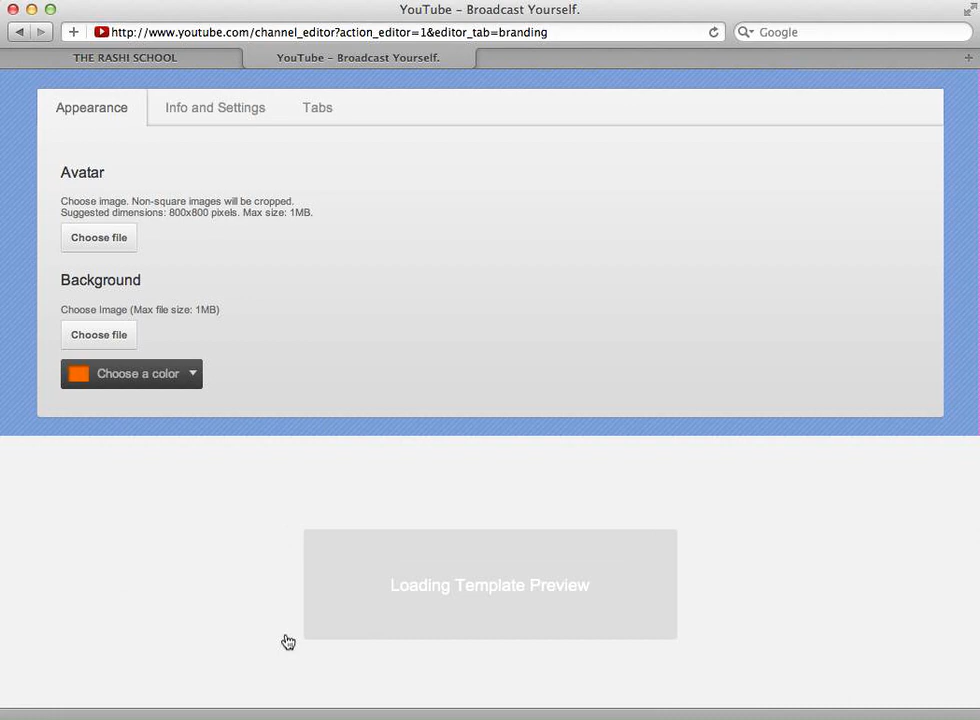 YouTube – Broadcast Yourself.
http://www.youtube.com/channel_editor?action_editor=1&editor_tab=branding
Google
THE RASHI SCHOOL
YouTube – Broadcast Yourself.
Appearance
Info and Settings
Tabs
Avatar
Choose image. Non-square images will be cropped.
Suggested dimensions: 800x800 pixels. Max size: 1MB.
Choose file
Background
Choose Image (Max file size: 1MB)
Choose file
Choose a color
Loading Template Preview